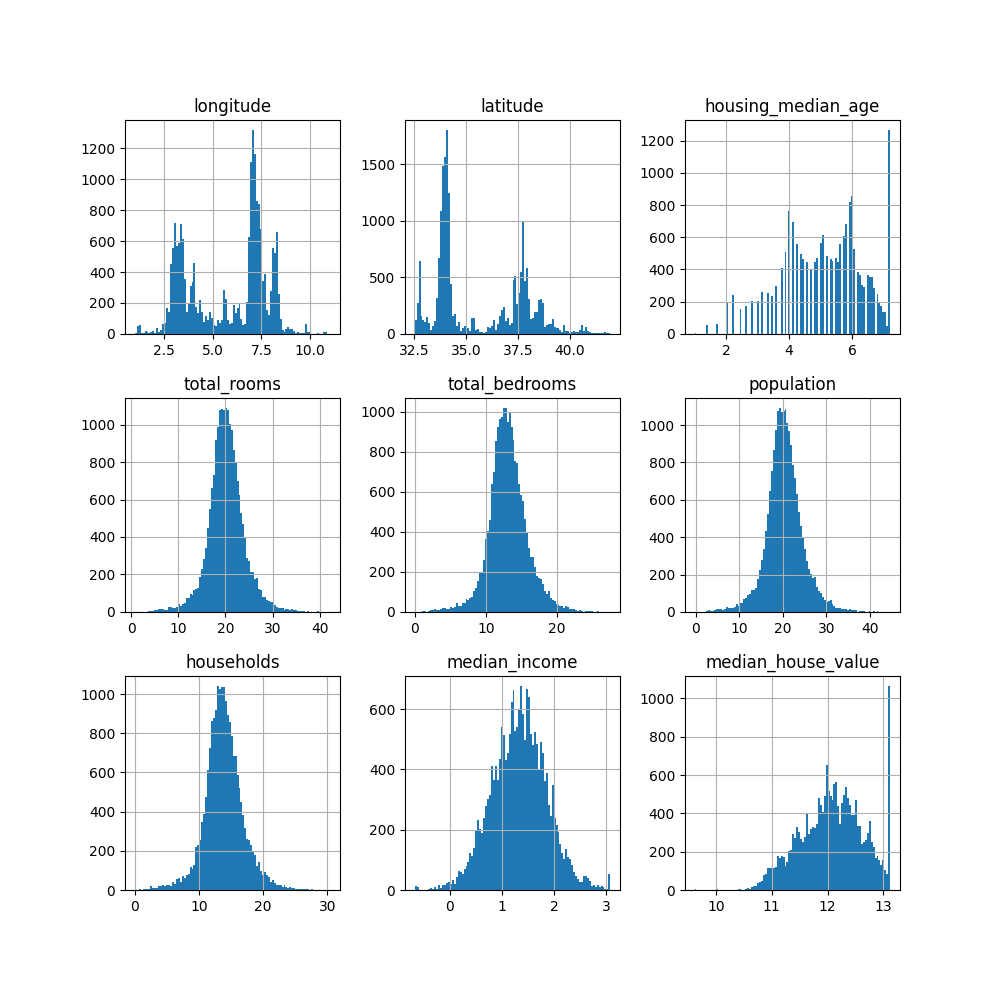 longitude
latitude
housing_median_age
1200
1000
800
600
400
200
0
2.5 5.0 7.5 10.0
1500
1000
500
0
32.5 35.0 37.5 40.0
1200
1000
800
600
400
200
0
2 4 6
total_rooms
total_bedrooms
population
1000
800
600
400
200
0
0 10 20 30 40
1000
800
600
400
200
0
0 10 20
1000
800
600
400
200
0
0 10 20 30 40
households
median_income
median_house_value
1000
800
600
400
200
0
0 10 20 30
600
400
200
0
0 1 2 3
1000
800
600
400
200
0
10 11 12 13